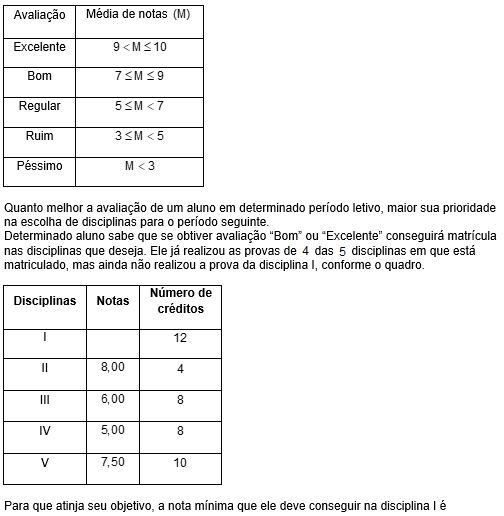 Avaliação Média de notas (M)
Excelente 9 < M ≤ 10
Bom 7 ≤ M ≤ 9
Regular 5 ≤ M < 7
Ruim 3 ≤ M < 5
Péssimo M < 3
Quanto melhor a avaliação de um aluno em determinado período letivo, maior sua prioridade
na escolha de disciplinas para o período seguinte.
Determinado aluno sabe que se obtiver avaliação “Bom” ou “Excelente” conseguirá matrícula
nas disciplinas que deseja. Ele já realizou as provas de 4 das 5 disciplinas em que está
matriculado, mas ainda não realizou a prova da disciplina I, conforme o quadro.
Disciplinas Notas Número de
créditos
I 12
II 8,00 4
III 6,00 8
IV 5,00 8
V 7,50 10
Para que atinja seu objetivo, a nota mínima que ele deve conseguir na disciplina I é